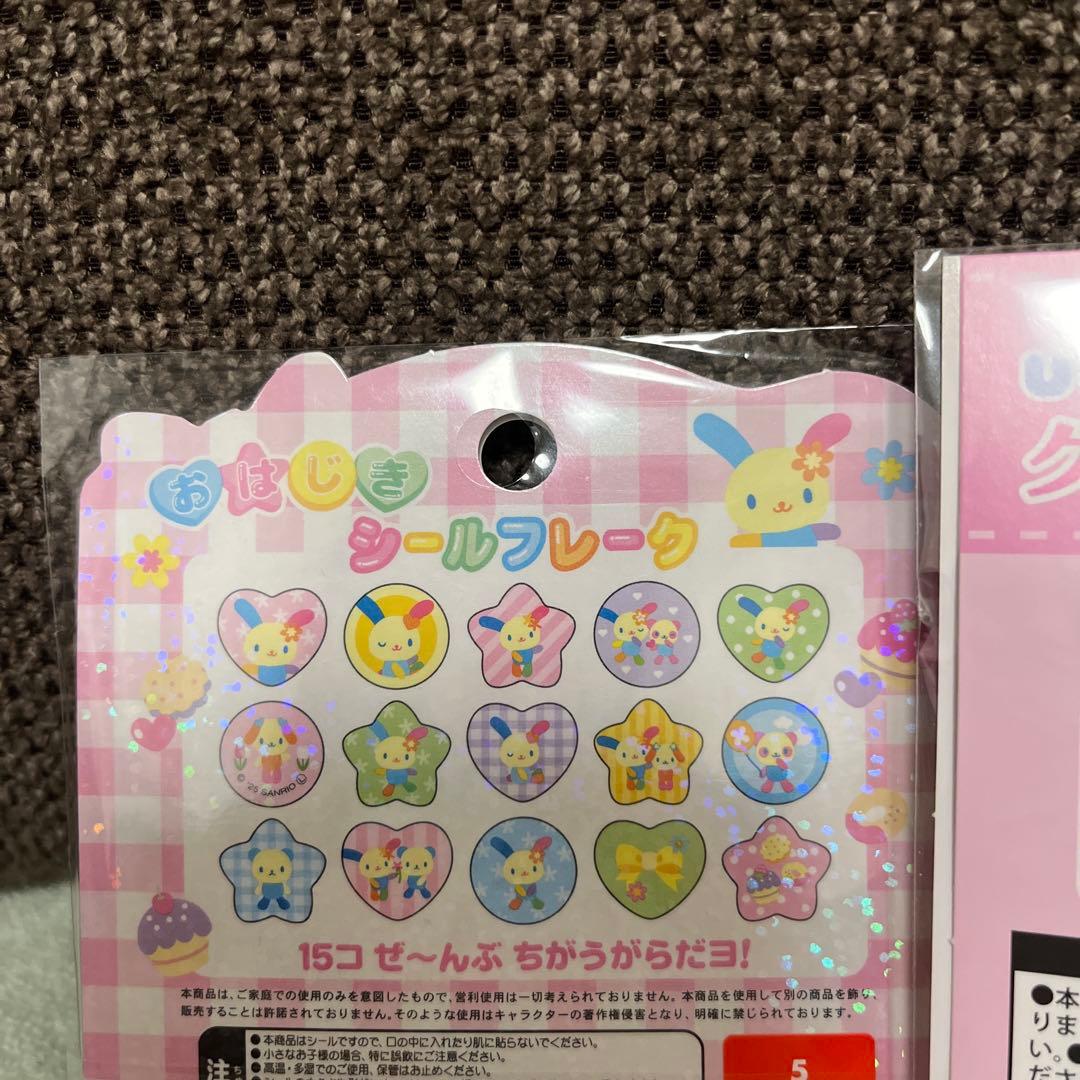 おはじき
シールフレーク
© '25 SANRIO Ⓛ
15コ ぜ〜んぶ ちがうがらだヨ!
本商品は、ご家庭での使用のみを意図したもので、営利使用は一切考えられておりません。本商品を使用して別の商品を飾り、
販売することは許諾されておりません。そのような使用はキャラクターの著作権侵害となり、明確に禁じられております。
●本商品はシールですので、口の中に入れたり肌に貼らないでください。
●小さなお子様の場合、特に誤飲にご注意ください。
●高温・多湿でのご使用、保管はお止めください。
注
5
U
ク
●本
ま
り
い。
だ